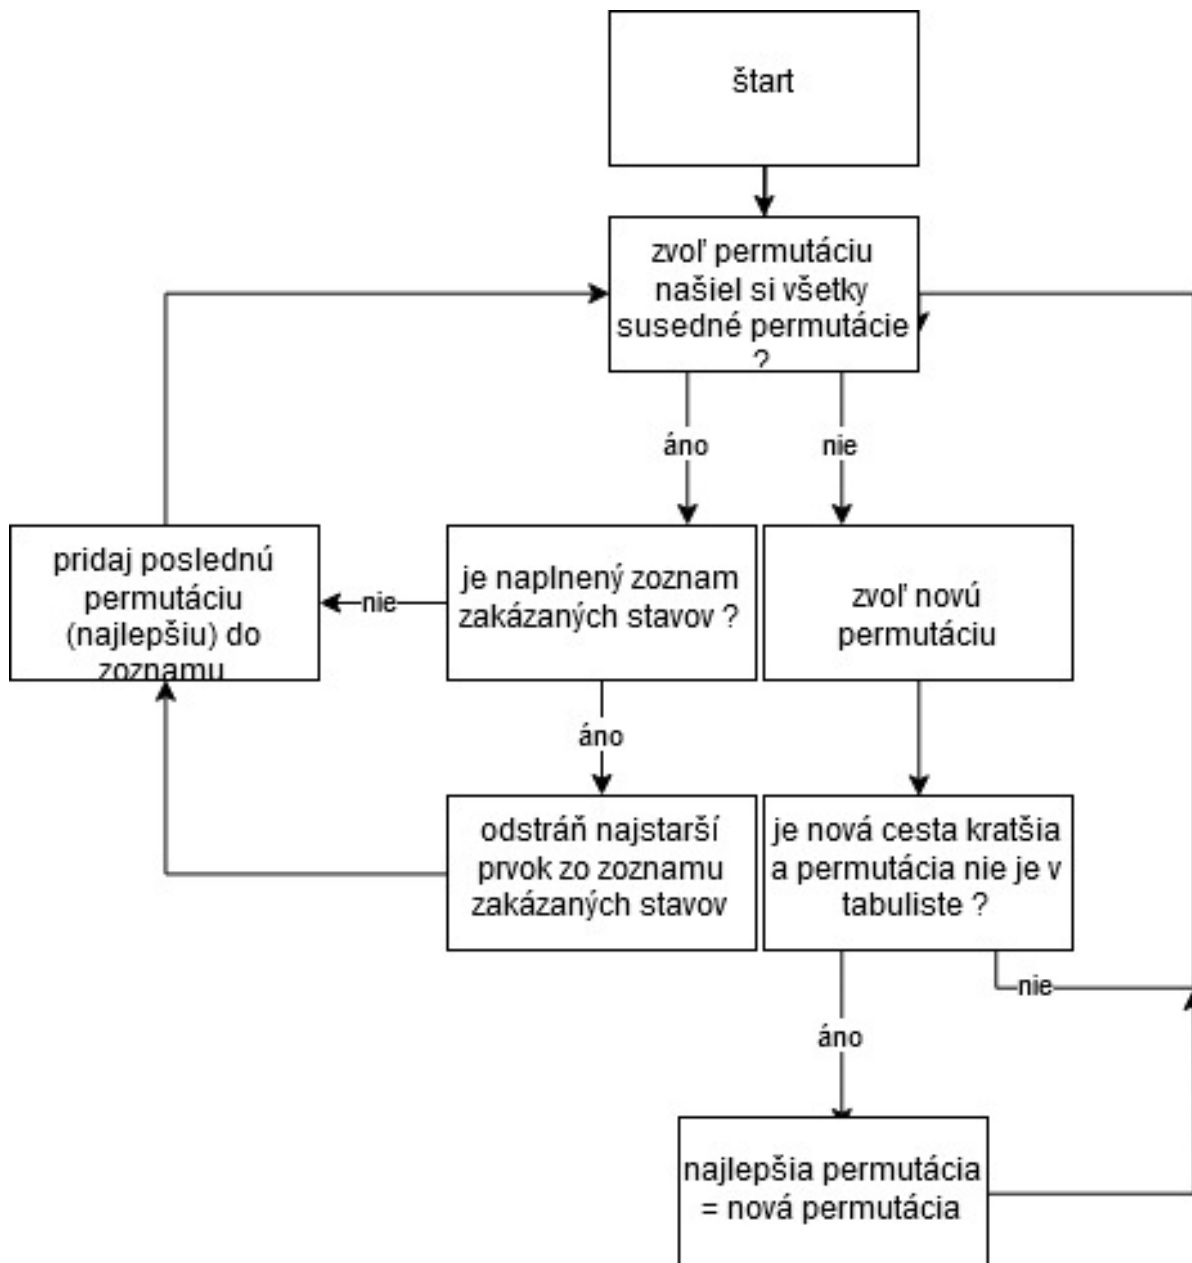 štart
zvoľ permutáciu
našiel si všetky
susedné permutácie
?
áno
nie
pridaj poslednú
permutáciu
(najlepšiu) do
zoznamu
nie
je naplnený zoznam
zakázaných stavov ?
zvoľ novú
permutáciu
áno
odstráň najstarší
prvok zo zoznamu
zakázaných stavov
je nová cesta kratšia
a permutácia nie je v
tabuliste ?
nie
áno
najlepšia permutácia
= nová permutácia